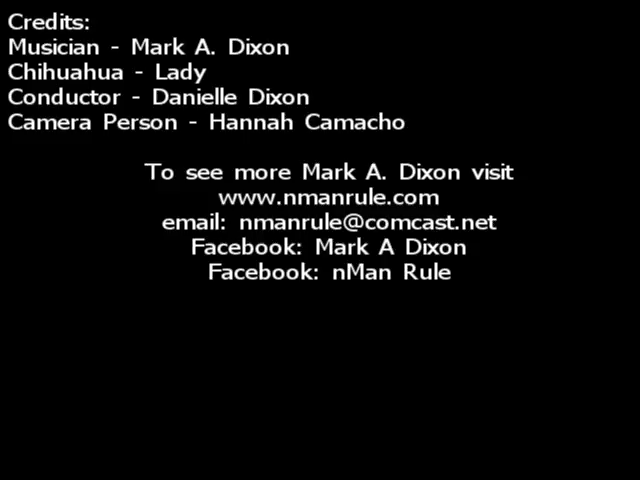 Credits:
Musician - Mark A. Dixon
Chihuahua - Lady
Conductor - Danielle Dixon
Camera Person - Hannah Camacho
To see more Mark A. Dixon visit
www.nmanrule.com
email: nmanrule@comcast.net
Facebook: Mark A Dixon
Facebook: nMan Rule